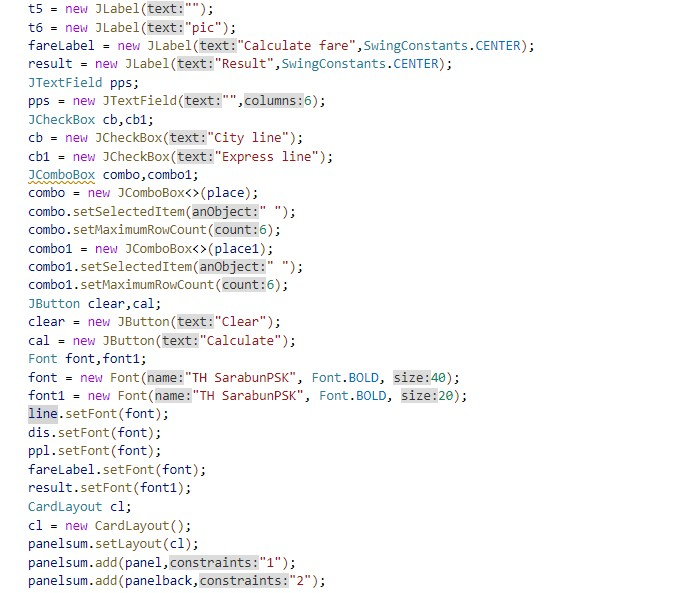 t5 = new JLabel(text:"");
t6 = new JLabel(text:"pic");
fareLabel = new JLabel(text:"Calculate fare",SwingConstants.CENTER);
result = new JLabel(text:"Result",SwingConstants.CENTER);
JTextField pps;
pps = new JTextField(text:"",columns:6);
JCheckBox cb,cb1;
cb = new JCheckBox(text:"City line");
cb1 = new JCheckBox(text:"Express line");
JComboBox combo,combo1;
combo = new JComboBox<>(place);
combo.setSelectedItem(anObject:" ");
combo.setMaximumRowCount(count:6);
combo1 = new JComboBox<>(place1);
combo1.setSelectedItem(anObject:" ");
combo1.setMaximumRowCount(count:6);
JButton clear,cal;
clear = new JButton(text:"Clear");
cal = new JButton(text:"Calculate");
Font font,font1;
font = new Font(name:"TH SarabunPSK", Font.BOLD, size:40);
font1 = new Font(name:"TH SarabunPSK", Font.BOLD, size:20);
line.setFont(font);
dis.setFont(font);
ppl.setFont(font);
fareLabel.setFont(font);
result.setFont(font1);
CardLayout cl;
cl = new CardLayout();
panelsum.setLayout(cl);
panelsum.add(panel,constraints:"1");
panelsum.add(panelback,constraints:"2");